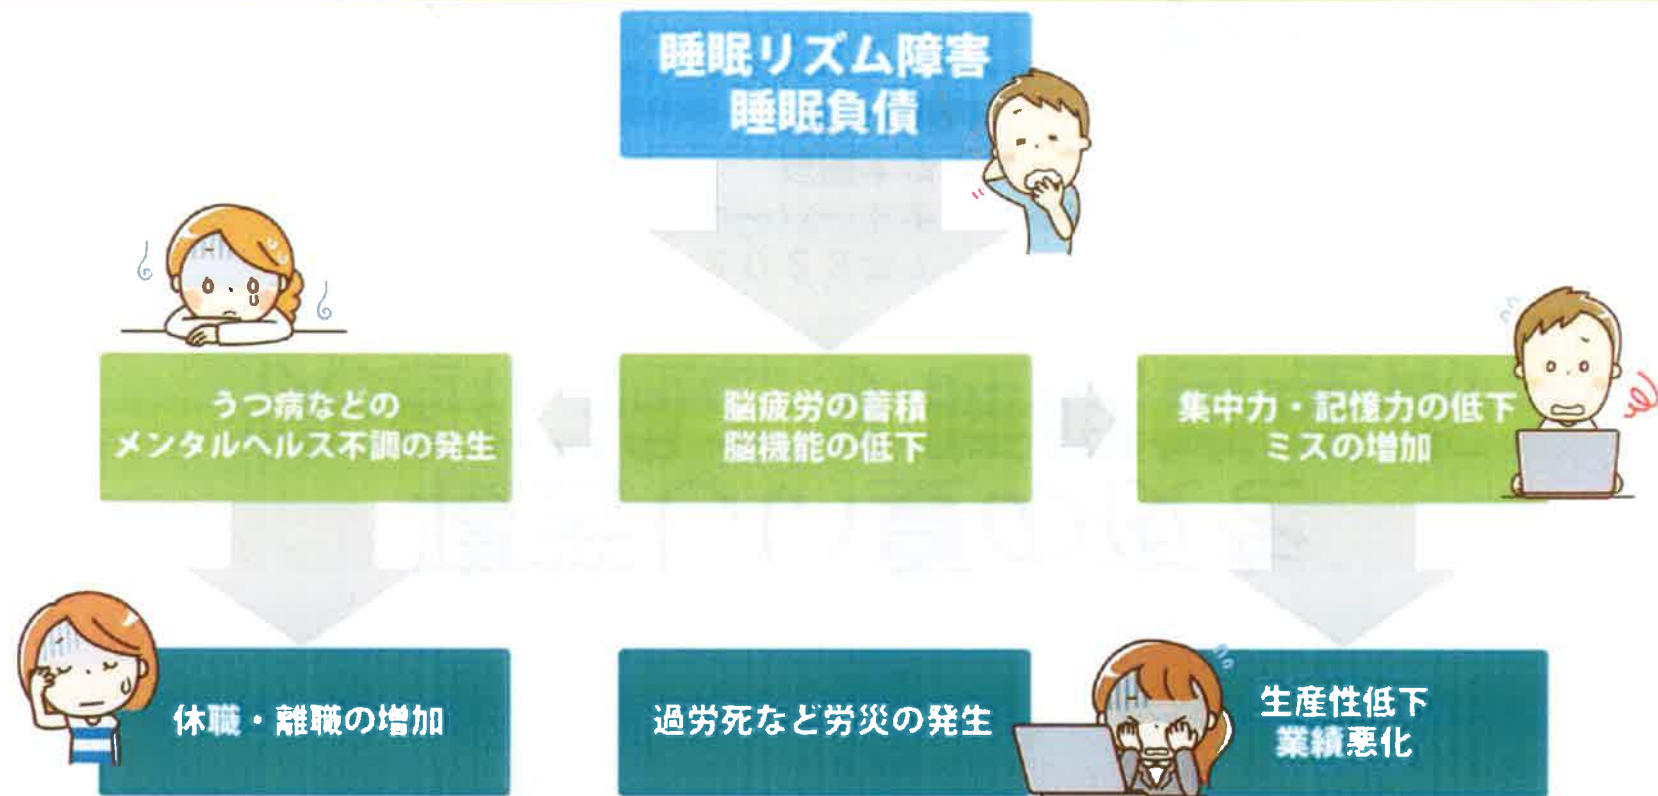 睡眠リズム障害
睡眠負債
うつ病などの
メンタルヘルス不調の発生
脳疲労の蓄積
脳機能の低下
集中力・記憶力の低下
ミスの増加
休職・離職の増加
過労死など労災の発生
生産性低下
業績悪化